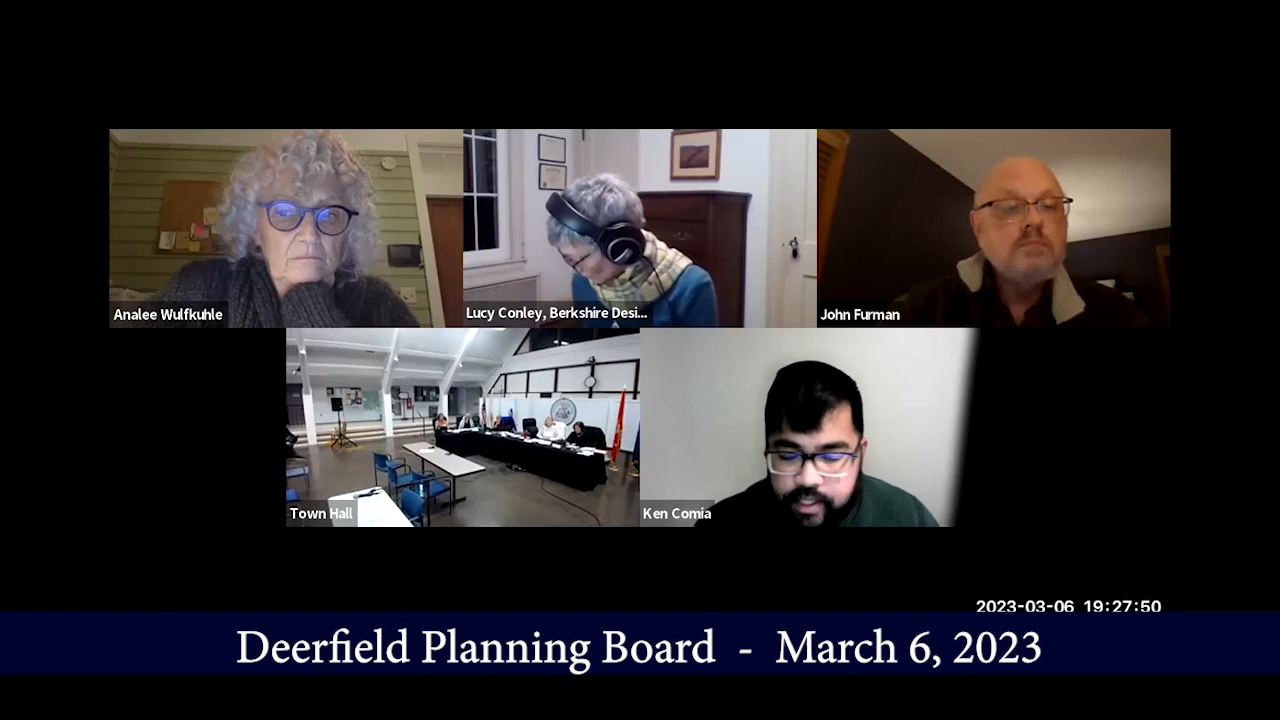 Analee Wulfkuhle
Lucy Conley, Berkshire Desi...
John Furman
Town Hall
Ken Comia
2023-03-06 19:27:50
Deerfield Planning Board - March 6, 2023